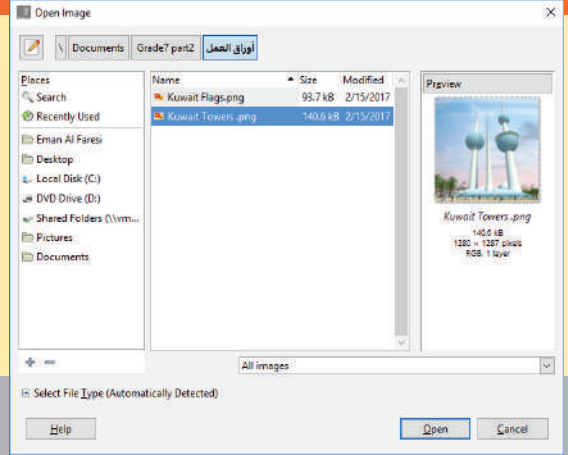 Open Image
\ Documents Grade7 part2 أوراق العمل
Places
Search
Recently Used
Eman Al Faresi
Desktop
Local Disk (C:)
DVD Drive (D:)
Shared Folders (\\vm...
Pictures
Documents
Name Size Modified
Kuwait Flags.png 93.7 kB 2/15/2017
Kuwait Towers .png 140.6 kB 2/15/2017
Preview
Kuwait Towers .png
140.6 kB
1280 × 1287 pixels
RGB, 1 layer
All images
Select File Type (Automatically Detected)
Help Open Cancel